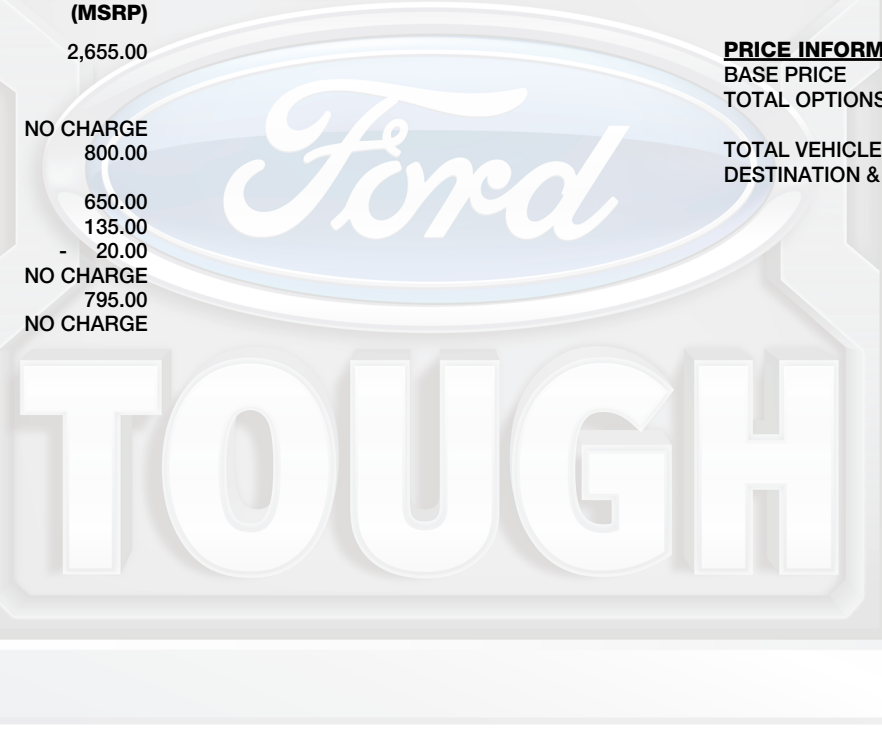 (MSRP)
2,655.00
NO CHARGE
800.00
650.00
135.00
- 20.00
NO CHARGE
795.00
NO CHARGE
PRICE INFORM
BASE PRICE
TOTAL OPTIONS
TOTAL VEHICLE
DESTINATION &
Ford
TOUGH